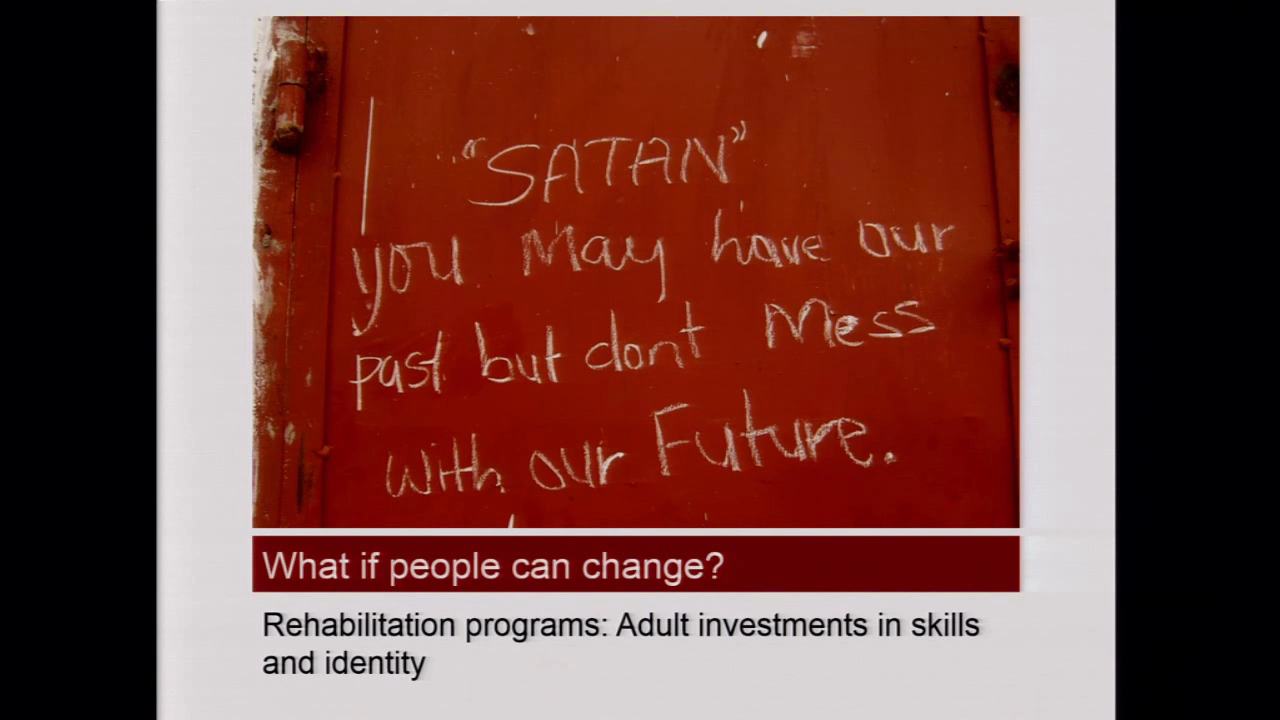 "SATAN"
you May have our
past but dont Mess
with our Future.
What if people can change?
Rehabilitation programs: Adult investments in skills
and identity